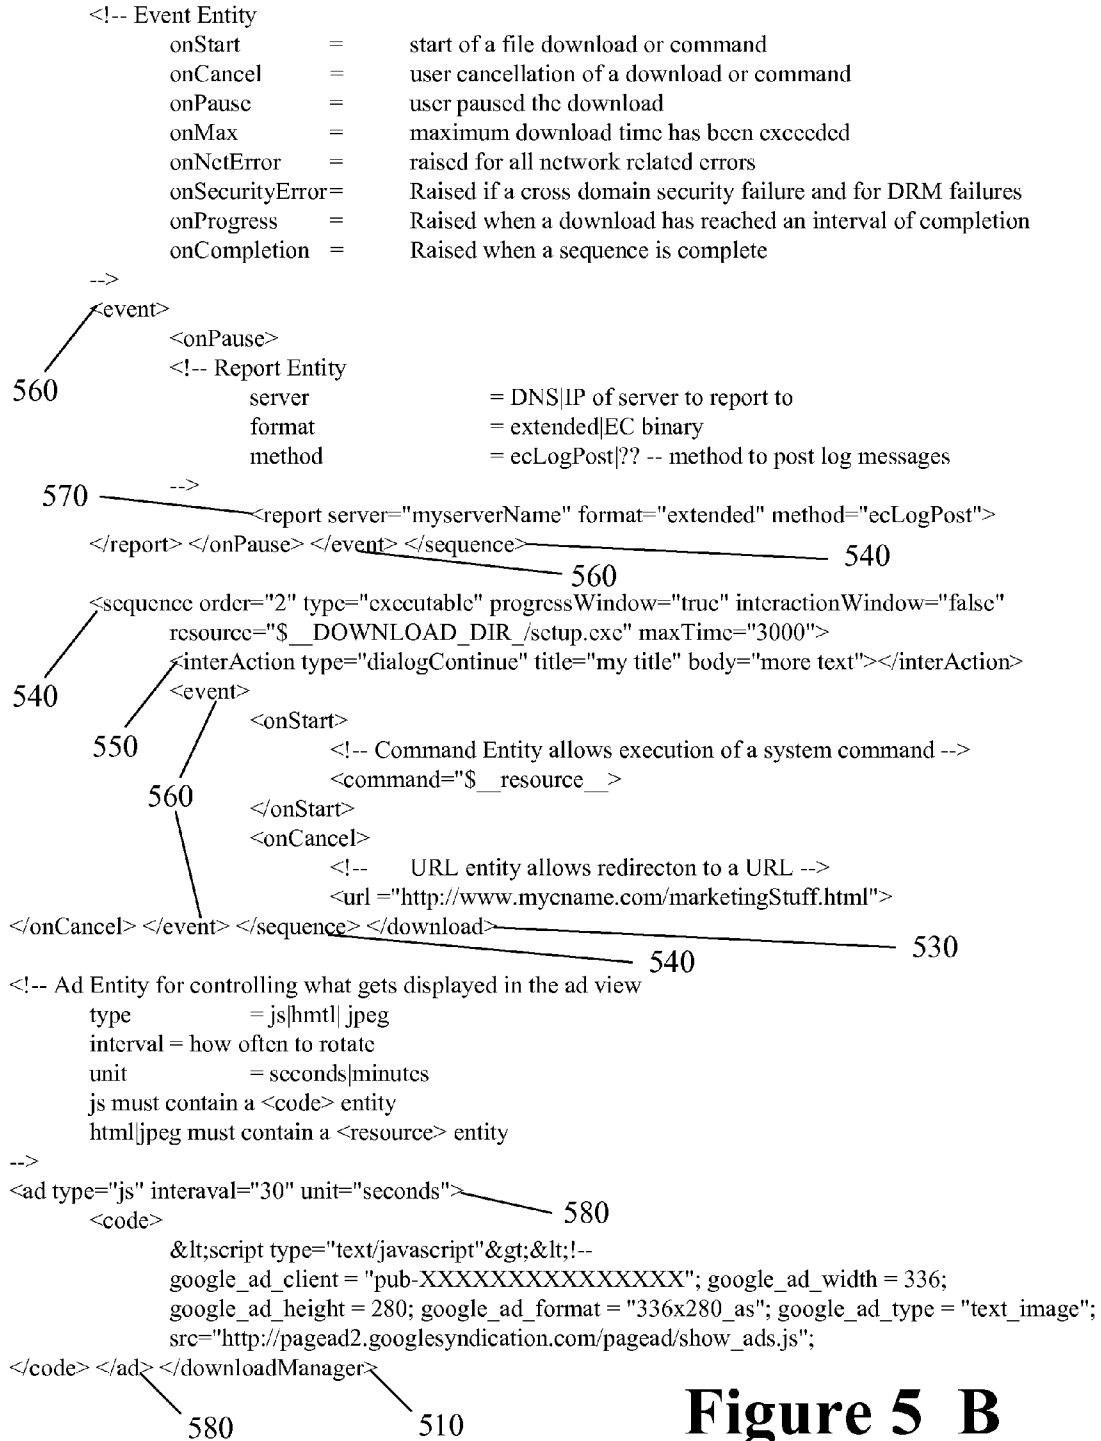 <!-- Event Entity
onStart = start of a file download or command
onCancel = user cancellation of a download or command
onPause = user paused the download
onMax = maximum download time has been exceeded
onNetError = raised for all network related errors
onSecurityError= Raised if a cross domain security failure and for DRM failures
onProgress = Raised when a download has reached an interval of completion
onCompletion = Raised when a sequence is complete
-->
<event>
<onPause>
<!-- Report Entity
560
server = DNS|IP of server to report to
format = extended|EC binary
method = ecLogPost|?? -- method to post log messages
-->
570
<report server="myserverName" format="extended" method="ecLogPost">
</report> </onPause> </event> </sequence>
540
560
<sequence order="2" type="executable" progressWindow="true" interactionWindow="false"
resource="$__DOWNLOAD_DIR_/setup.exe" maxTime="3000">
<interAction type="dialogContinue" title="my title" body="more text"></interAction>
540
<event>
<onStart>
550
<!-- Command Entity allows execution of a system command -->
<command="$__resource__>
560
</onStart>
<onCancel>
<!-- URL entity allows redirecton to a URL -->
<url ="http://www.mycname.com/marketingStuff.html">
</onCancel> </event> </sequence> </download>
530
540
<!-- Ad Entity for controlling what gets displayed in the ad view
type = js|hmtl| jpeg
interval = how often to rotate
unit = seconds|minutes
js must contain a <code> entity
html|jpeg must contain a <resource> entity
-->
<ad type="js" interaval="30" unit="seconds">
580
<code>
&lt;script type="text/javascript"&gt;&lt;!--
google_ad_client = "pub-XXXXXXXXXXXXXXXX"; google_ad_width = 336;
google_ad_height = 280; google_ad_format = "336x280_as"; google_ad_type = "text_image";
src="http://pagead2.googlesyndication.com/pagead/show_ads.js";
</code> </ad> </downloadManager>
580
510
Figure 5 B